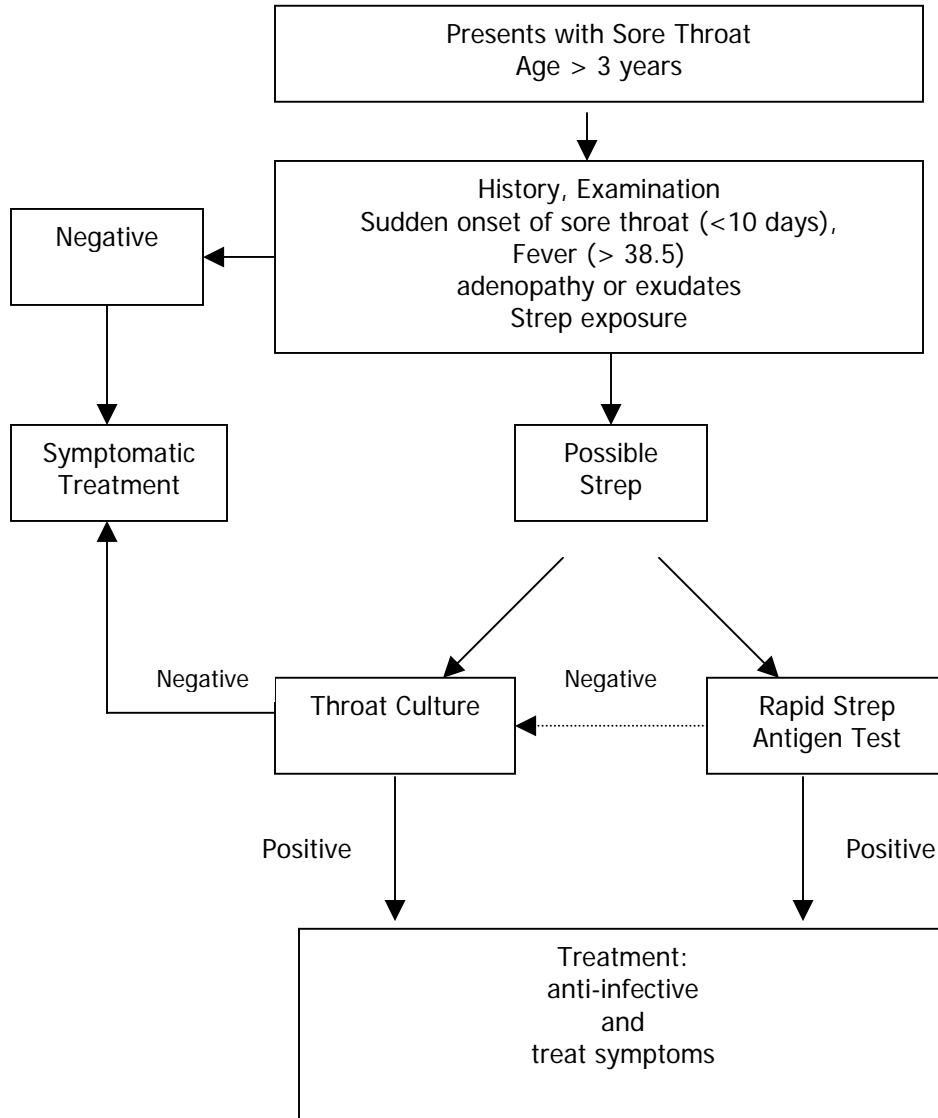 Presents with Sore Throat
Age > 3 years
History, Examination
Sudden onset of sore throat (<10 days),
Fever (> 38.5)
adenopathy or exudates
Strep exposure
Negative
Symptomatic
Treatment
Possible
Strep
Negative
Throat Culture
Negative
Rapid Strep
Antigen Test
Positive
Positive
Treatment:
anti-infective
and
treat symptoms